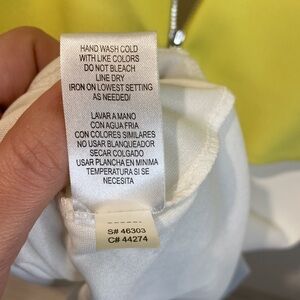 HAND WASH COLD
WITH LIKE COLORS
DO NOT BLEACH
LINE DRY
IRON ON LOWEST SETTING
AS NEEDED/
LAVAR A MANO
CON AGUA FRIA
CON COLORES SIMILARES
NO USAR BLANQUEADOR
SECAR COLGADO
USAR PLANCHA EN MINIMA
TEMPERATURA SI SE
NECESITA
S# 46303
C# 44274